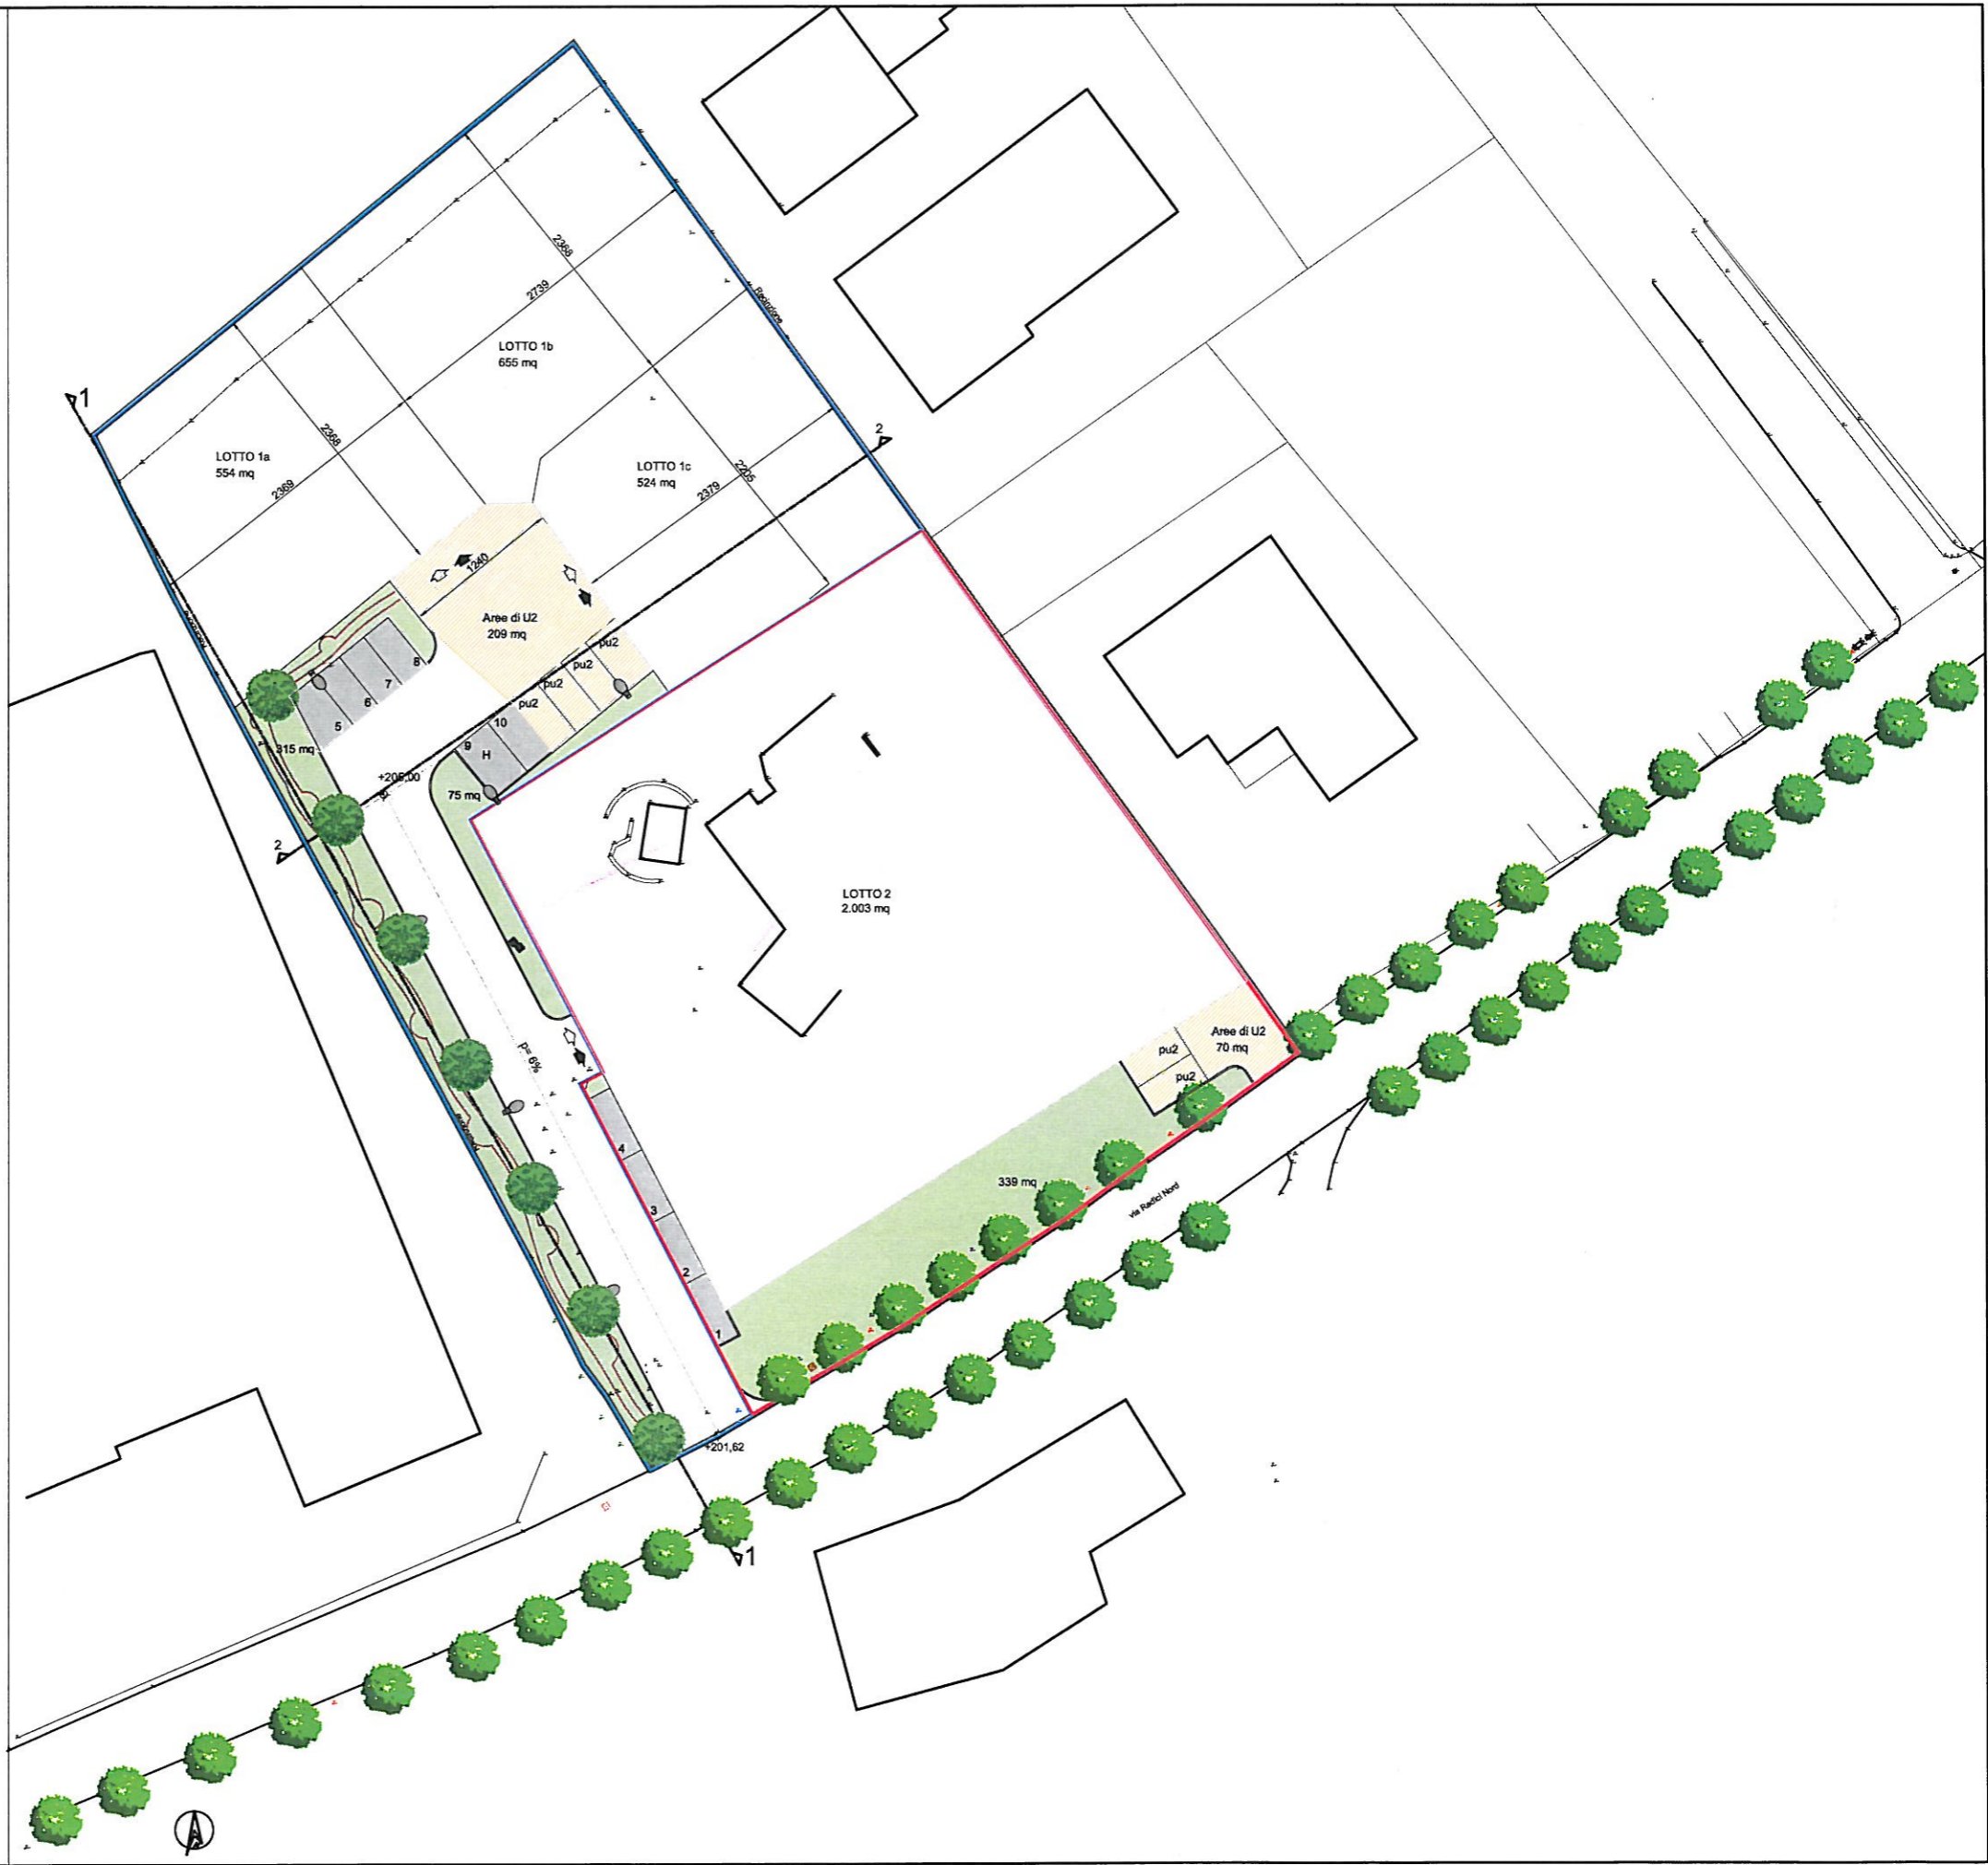 2368
2739
Recinzione
LOTTO 1b
655 mq
1
2368
2
LOTTO 1a
554 mq
LOTTO 1c
524 mq
2205
2369
2379
1240
Aree di U2
209 mq
8
7
6
5
pu2
pu2
pu2
pu2
10
9
H
315 mq
+205,00
75 mq
2
LOTTO 2
2.003 mq
p= 6%
Aree di U2
70 mq
pu2
pu2
4
3
2
1
339 mq
via Radici Nord
+201,62
1